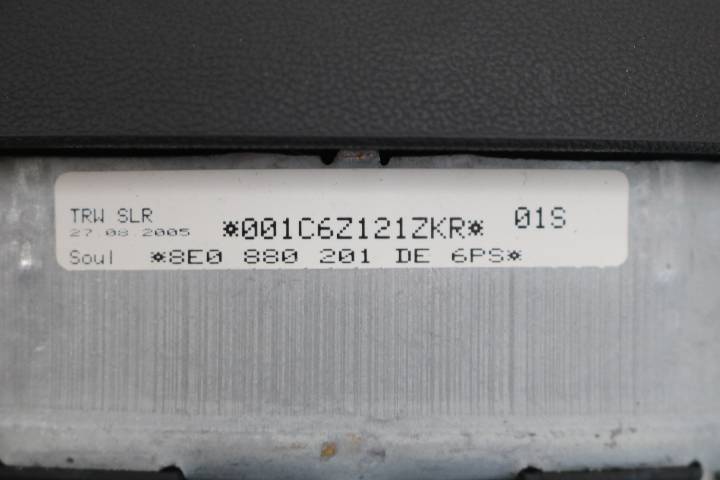 TRW SLR *001C6Z121ZKR* 01S
27.08.2005
Soul *8E0 880 201 DE 6PS*